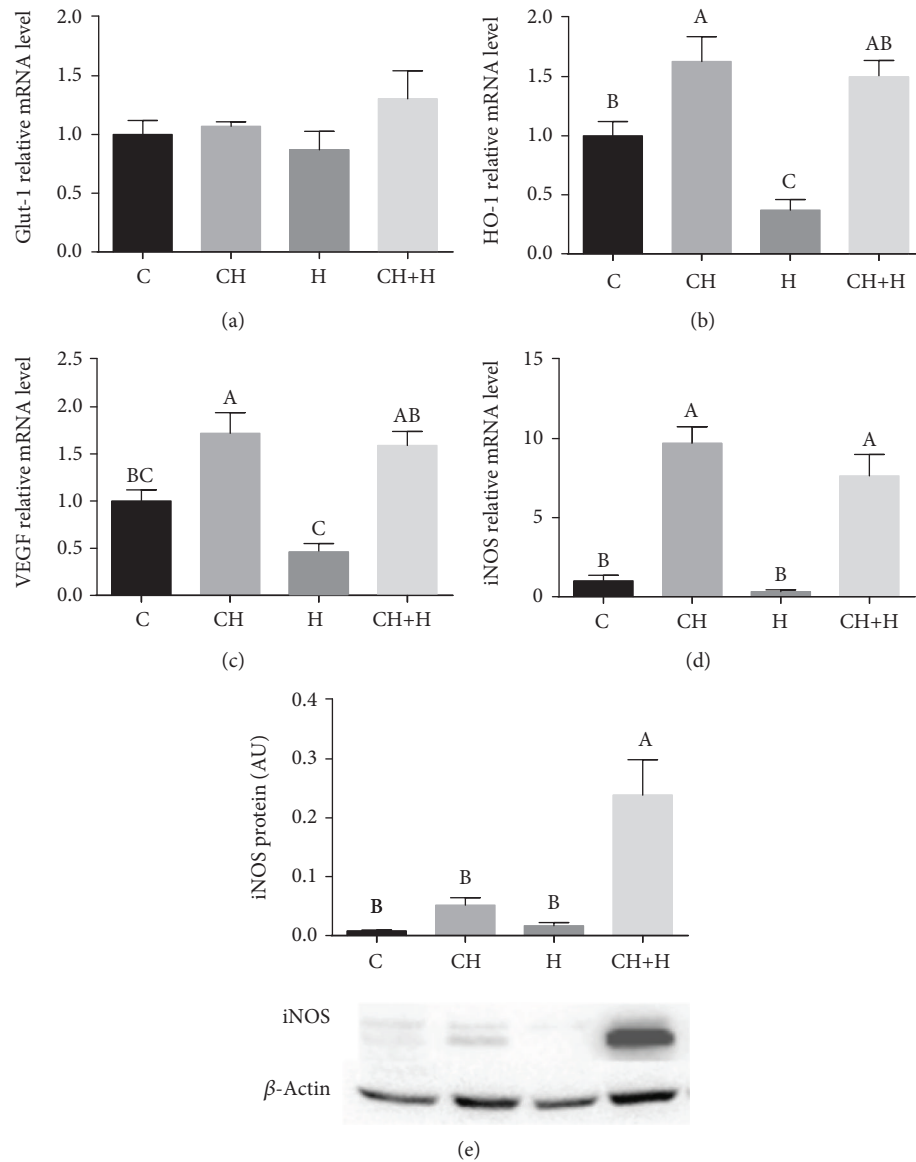 2.0
1.5
1.0
0.5
0.0
Glut-1 relative mRNA level
C CH H CH+H
(a)
2.0
1.5
1.0
0.5
0.0
HO-1 relative mRNA level
B A C AB
C CH H CH+H
(b)
2.5
2.0
1.5
1.0
0.5
0.0
VEGF relative mRNA level
BC A C AB
C CH H CH+H
(c)
15
10
5
0
iNOS relative mRNA level
B A B A
C CH H CH+H
(d)
0.4
0.3
0.2
0.1
0.0
iNOS protein (AU)
B B B A
C CH H CH+H
iNOS
β-Actin
(e)